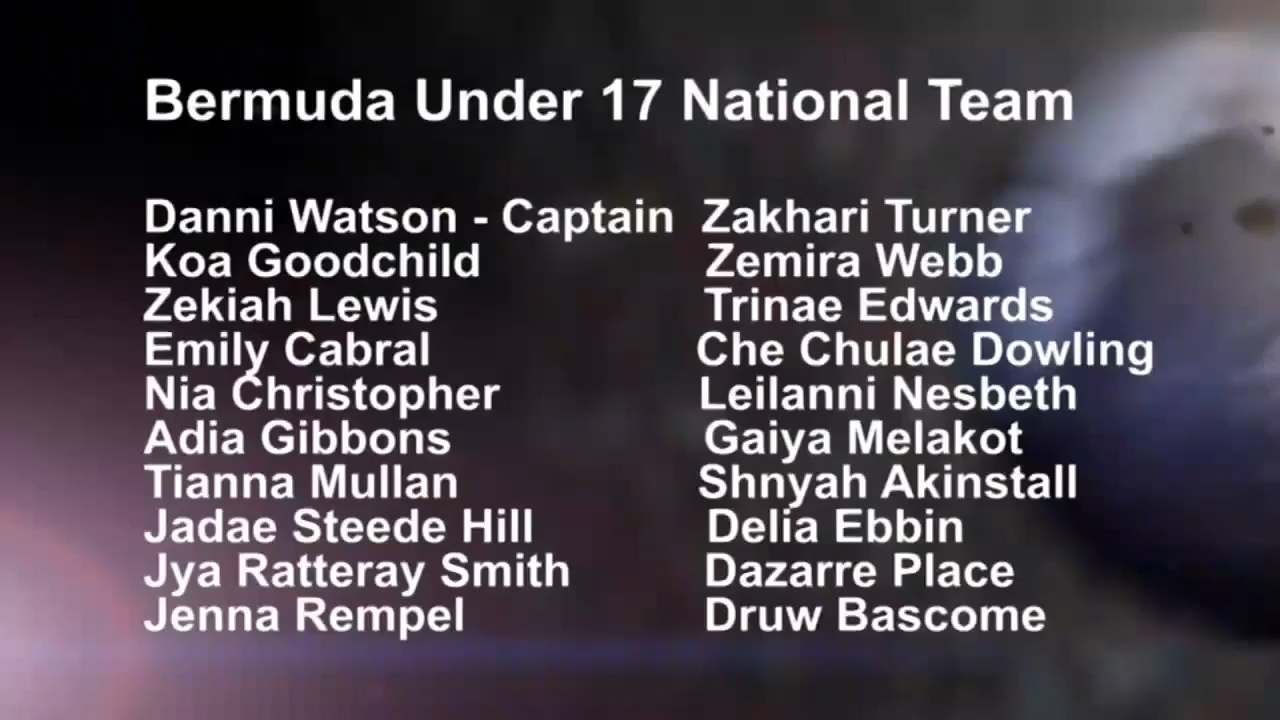 Bermuda Under 17 National Team
Danni Watson - Captain Zakhari Turner
Koa Goodchild Zemira Webb
Zekiah Lewis Trinae Edwards
Emily Cabral Che Chulae Dowling
Nia Christopher Leilanni Nesbeth
Adia Gibbons Gaiya Melakot
Tianna Mullan Shnyah Akinstall
Jadae Steede Hill Delia Ebbin
Jya Ratteray Smith Dazarre Place
Jenna Rempel Druw Bascome